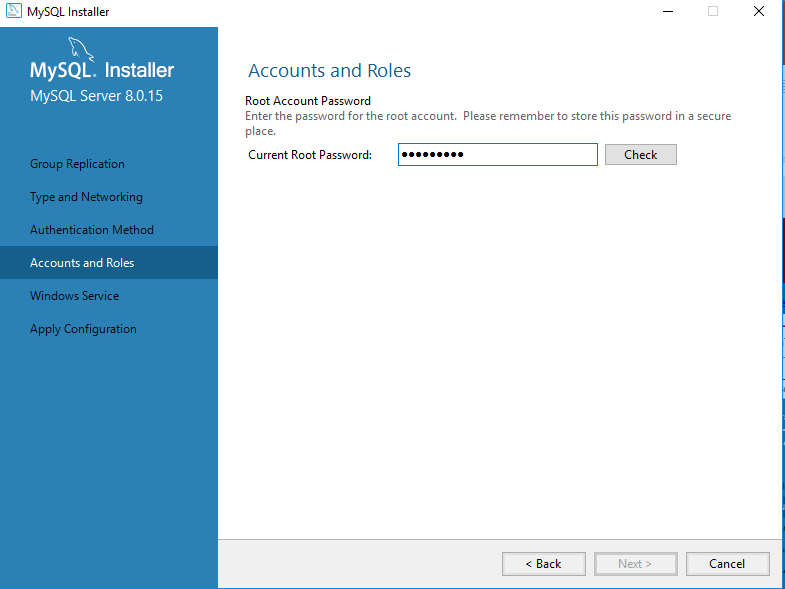 MySQL Installer
MySQL. Installer
MySQL Server 8.0.15
Group Replication
Type and Networking
Authentication Method
Accounts and Roles
Windows Service
Apply Configuration
Accounts and Roles
Root Account Password
Enter the password for the root account.  Please remember to store this password in a secure
place.
Current Root Password: ●●●●●●●●● Check
< Back Next > Cancel